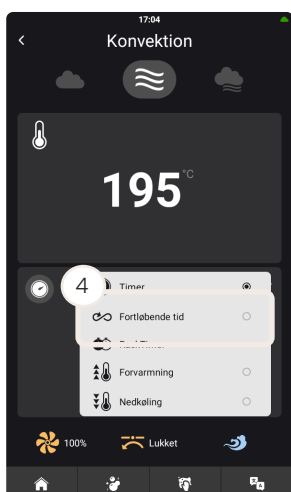 17:04
Konvektion
195 °C
4
Timer
Fortløbende tid
Forvarmning
Nedkøling
100%
Lukket